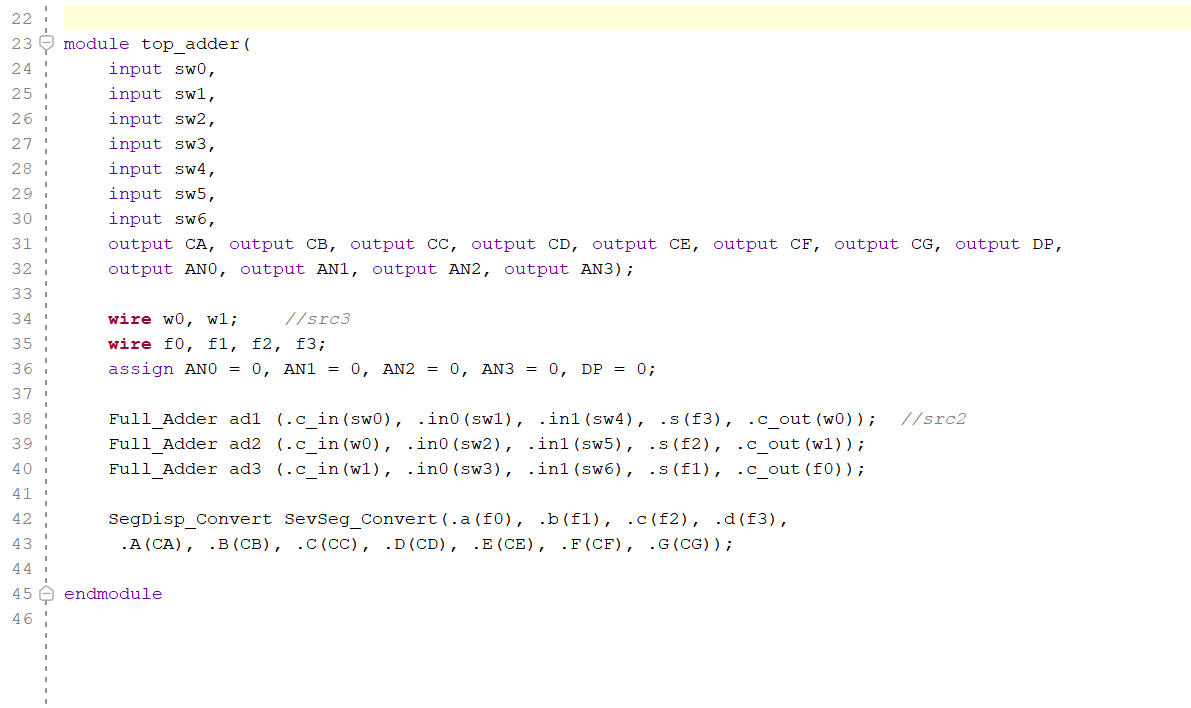 22
23 module top_adder(
24 input sw0,
25 input sw1,
26 input sw2,
27 input sw3,
28 input sw4,
29 input sw5,
30 input sw6,
31 output CA, output CB, output CC, output CD, output CE, output CF, output CG, output DP,
32 output AN0, output AN1, output AN2, output AN3);
33
34 wire w0, w1; //src3
35 wire f0, f1, f2, f3;
36 assign AN0 = 0, AN1 = 0, AN2 = 0, AN3 = 0, DP = 0;
37
38 Full_Adder ad1 (.c_in(sw0), .in0(sw1), .in1(sw4), .s(f3), .c_out(w0)); //src2
39 Full_Adder ad2 (.c_in(w0), .in0(sw2), .in1(sw5), .s(f2), .c_out(w1));
40 Full_Adder ad3 (.c_in(w1), .in0(sw3), .in1(sw6), .s(f1), .c_out(f0));
41
42 SegDisp_Convert SevSeg_Convert(.a(f0), .b(f1), .c(f2), .d(f3),
43 .A(CA), .B(CB), .C(CC), .D(CD), .E(CE), .F(CF), .G(CG));
44
45 endmodule
46